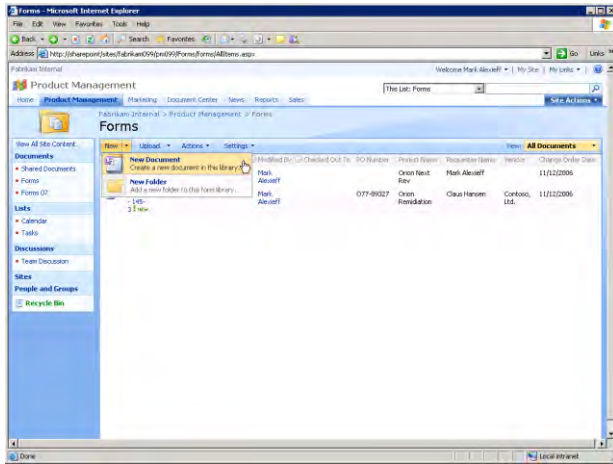 Forms - Microsoft Internet Explorer
File Edit View Favorites Tools Help
Back Search Favorites
Address http://sharepoint/sites/fabrikam099/pm099/Forms/Forms/AllItems.aspx Go Links
Fabrikam Internal Welcome Mark Alexieff My Site My Links
Product Management This List: Forms
Home Product Management Marketing Document Center News Reports Sales Site Actions
Fabrikam Internal > Product Management > Forms
Forms
View All Site Content
New Upload Actions Settings View: All Documents
Documents
• Shared Documents
• Forms
• Forms 07
Lists
• Calendar
• Tasks
Discussions
• Team Discussion
Sites
People and Groups
Recycle Bin
New Document
Create a new document in this library.
New Folder
Add a new folder to this form library.
Modified By Checked Out To PO Number Product Name Requestor Name Vendor Change Order Date
Mark Alexieff Orion Next Rev Mark Alexieff 11/12/2006
Mark Alexieff 077-89027 Orion Remidiation Claus Hansen Contoso, Ltd. 11/12/2006
Done Local intranet